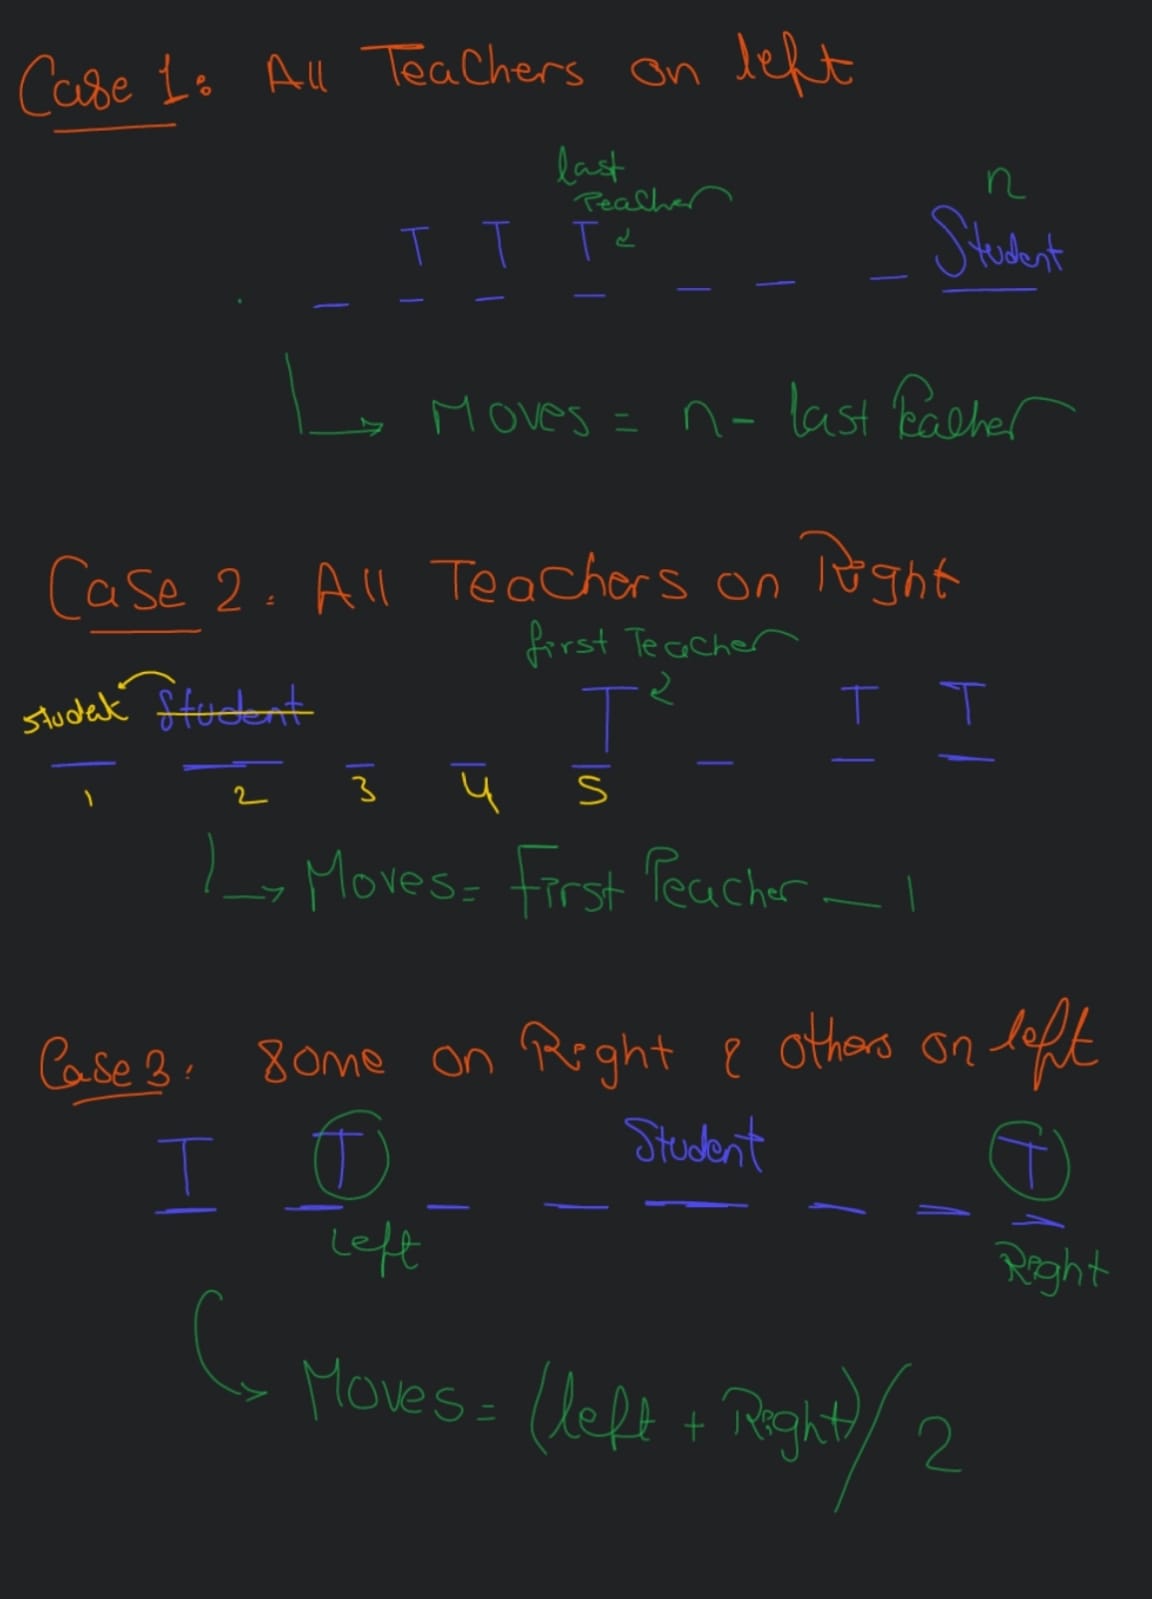 Case 1: All Teachers on left
last
Teacher
n
T T T Student
Moves = n - last Teacher
Case 2: All Teachers on Right
first Teacher
Student T T T
1 2 3 4 5
Moves = First Teacher - 1
Case 3: Some on Right & others on left
T T Student T
Left
Right
Moves = (left + Right) / 2